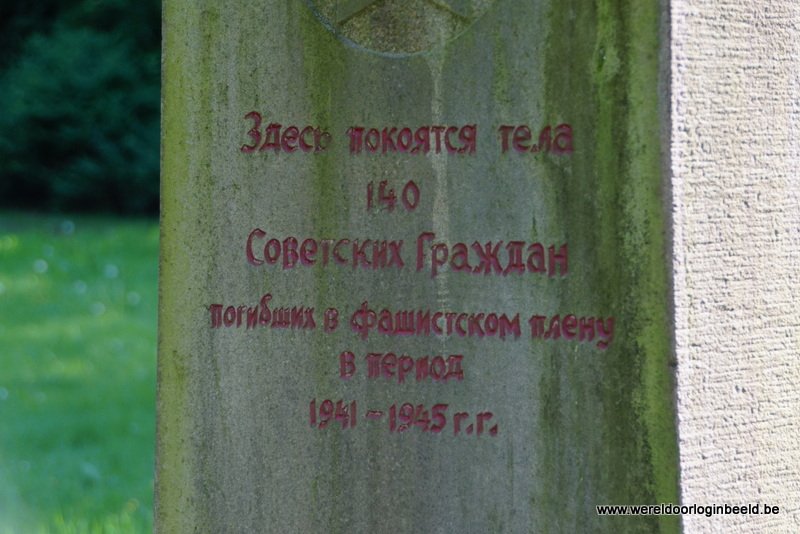 Здесь покоятся тела
140
Советских Граждан
погибших в фашистском плену
в период
1941 – 1945 г.г.
www.wereldoorloginbeeld.be